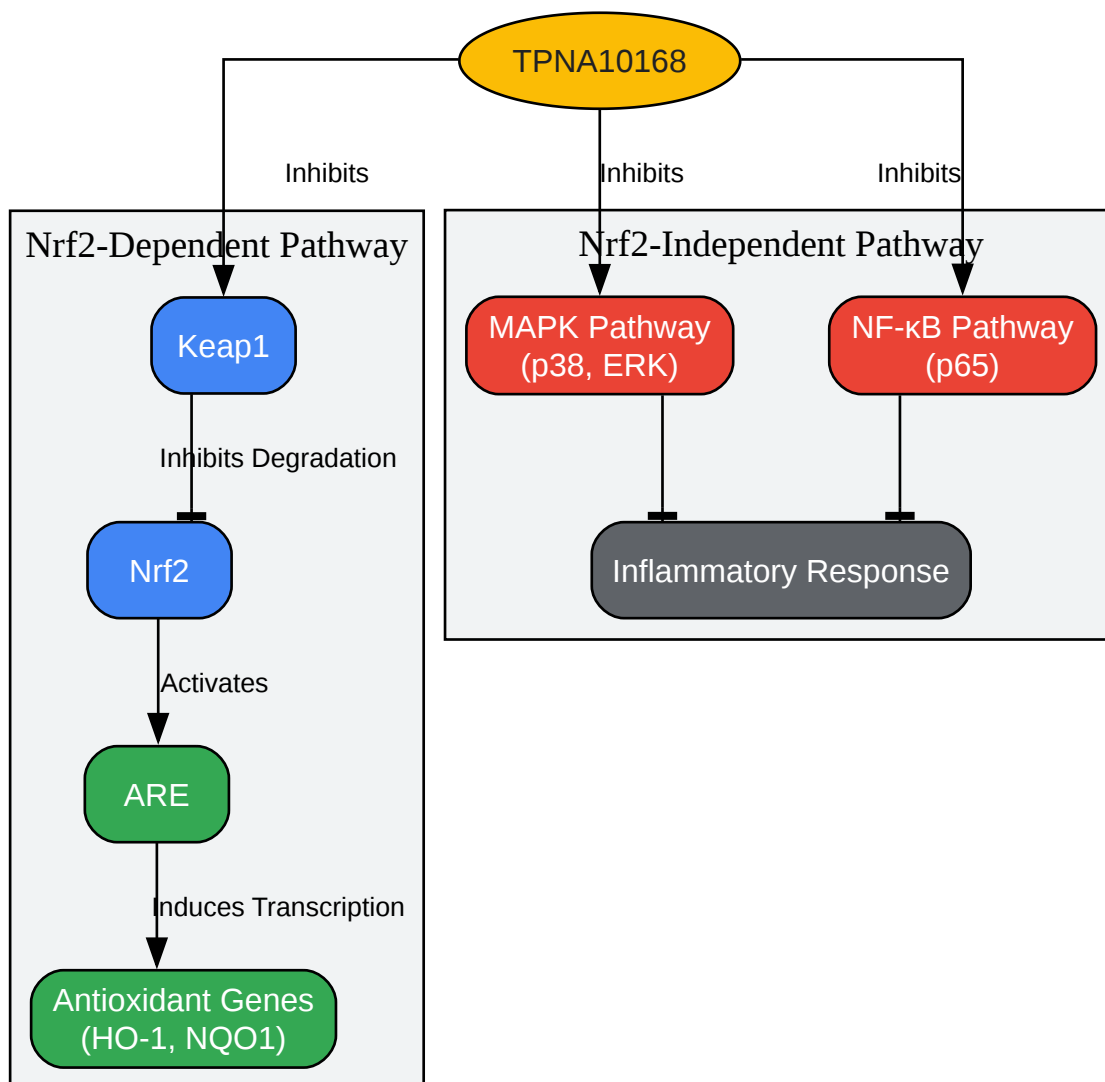 TPNA10168
Inhibits
Inhibits
Inhibits
Nrf2-Dependent Pathway
Nrf2-Independent Pathway
Keap1
MAPK Pathway
(p38, ERK)
NF-κB Pathway
(p65)
Inhibits Degradation
Nrf2
Inflammatory Response
Activates
ARE
Induces Transcription
Antioxidant Genes
(HO-1, NQO1)